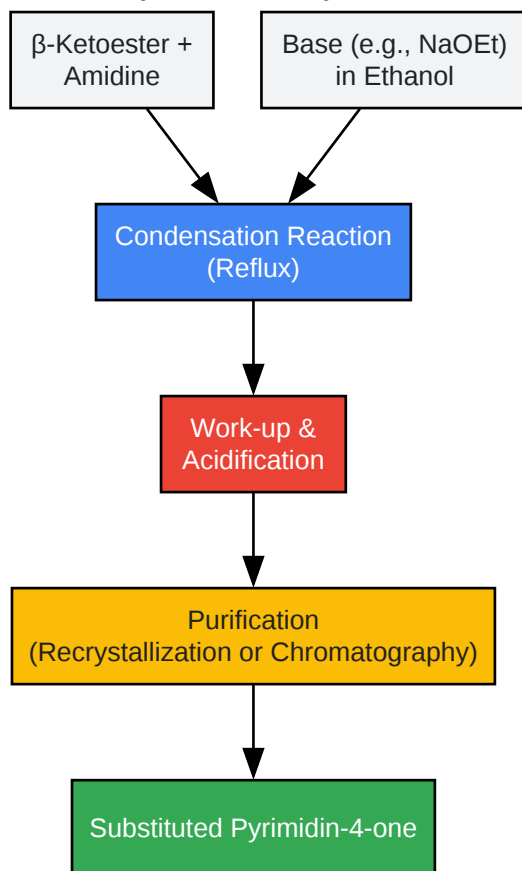 β-Ketoester +
Amidine
Base (e.g., NaOEt)
in Ethanol
Condensation Reaction
(Reflux)
Work-up &
Acidification
Purification
(Recrystallization or Chromatography)
Substituted Pyrimidin-4-one